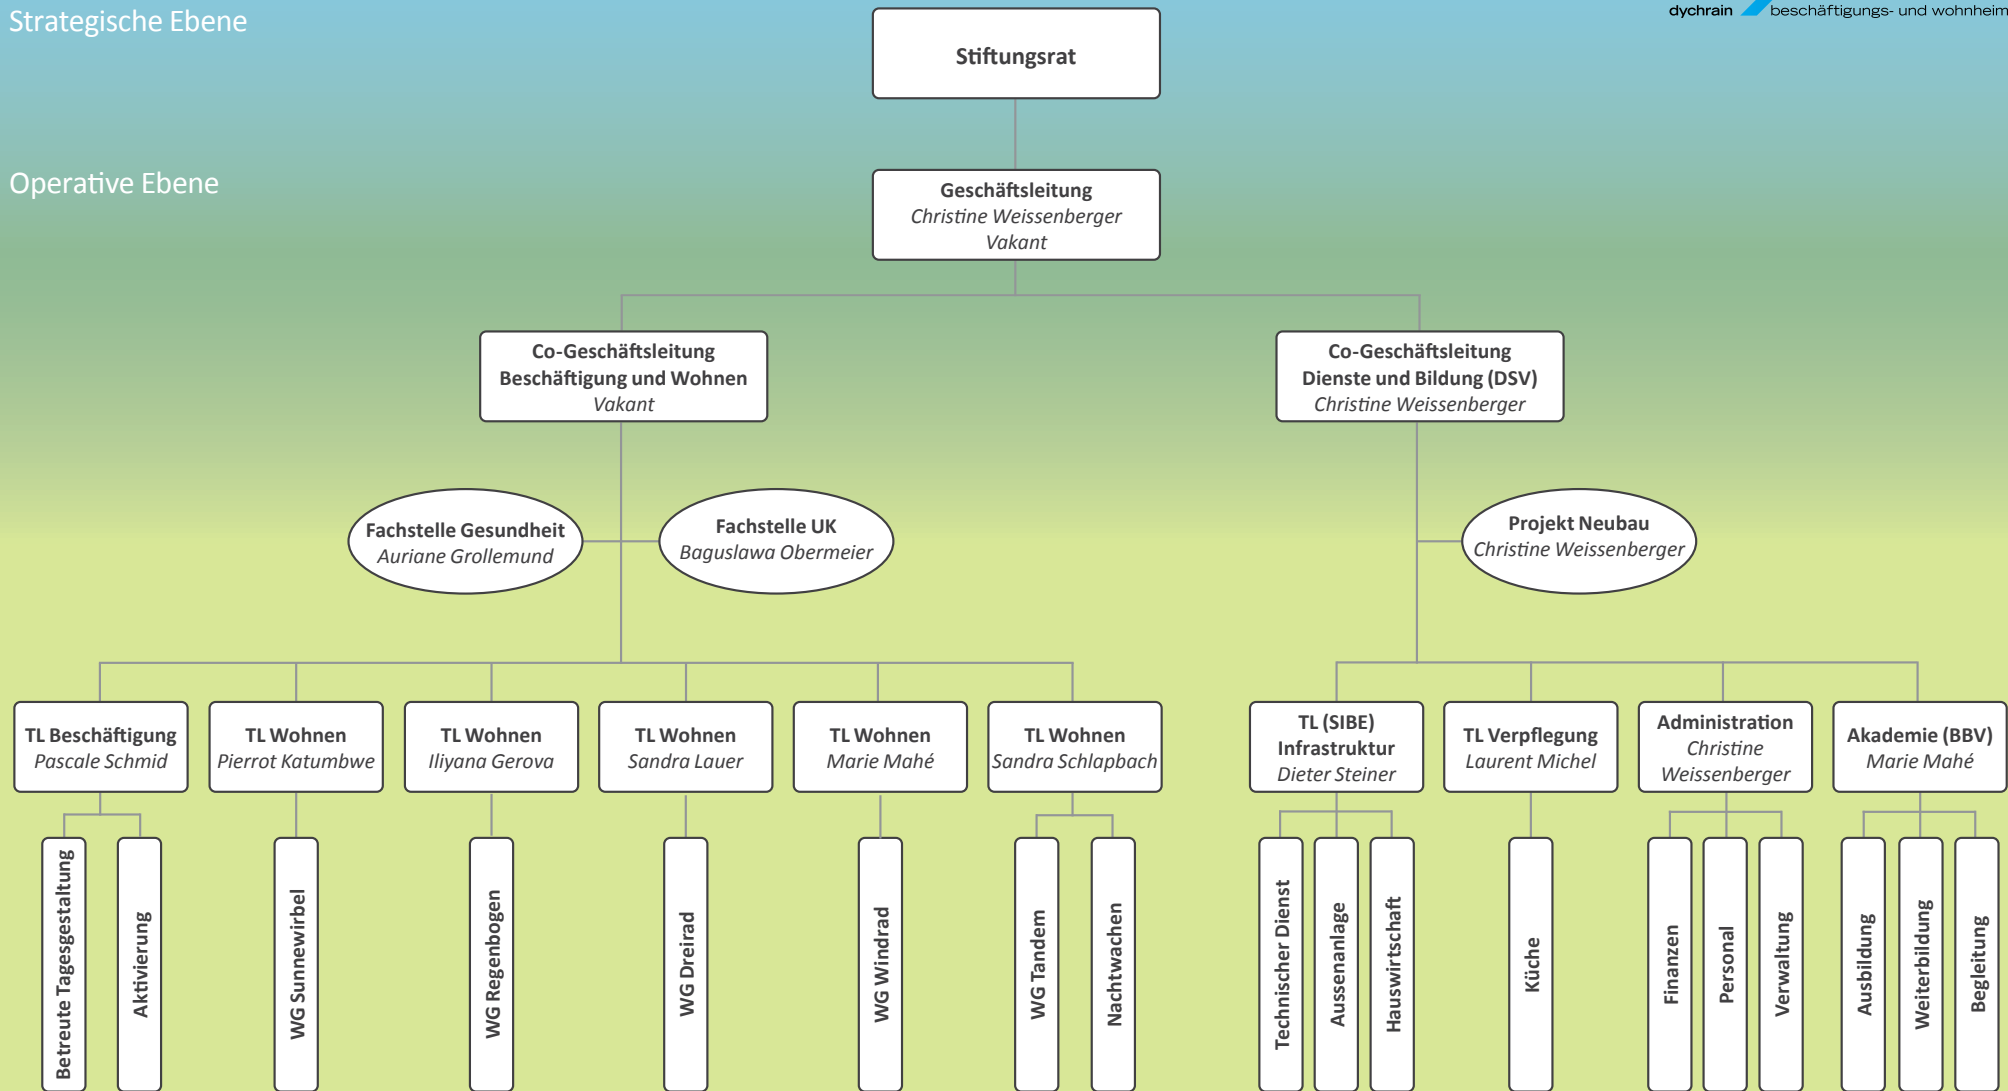 Strategische Ebene
dychrain beschäftigungs- und wohnheim
Stiftungsrat
Operative Ebene
Geschäftsleitung
Christine Weissenberger
Vakant
Co-Geschäftsleitung
Beschäftigung und Wohnen
Vakant
Co-Geschäftsleitung
Dienste und Bildung (DSV)
Christine Weissenberger
Fachstelle Gesundheit
Auriane Grollemund
Fachstelle UK
Baguslawa Obermeier
Projekt Neubau
Christine Weissenberger
TL Beschäftigung
Pascale Schmid
TL Wohnen
Pierrot Katumbwe
TL Wohnen
Iliyana Gerova
TL Wohnen
Sandra Lauer
TL Wohnen
Marie Mahé
TL Wohnen
Sandra Schlapbach
TL (SIBE)
Infrastruktur
Dieter Steiner
TL Verpflegung
Laurent Michel
Administration
Christine
Weissenberger
Akademie (BBV)
Marie Mahé
Betreute Tagesgestaltung
Aktivierung
WG Sunnewirbel
WG Regenbogen
WG Dreirad
WG Windrad
WG Tandem
Nachtwachen
Technischer Dienst
Aussenanlage
Hauswirtschaft
Küche
Finanzen
Personal
Verwaltung
Ausbildung
Weiterbildung
Begleitung